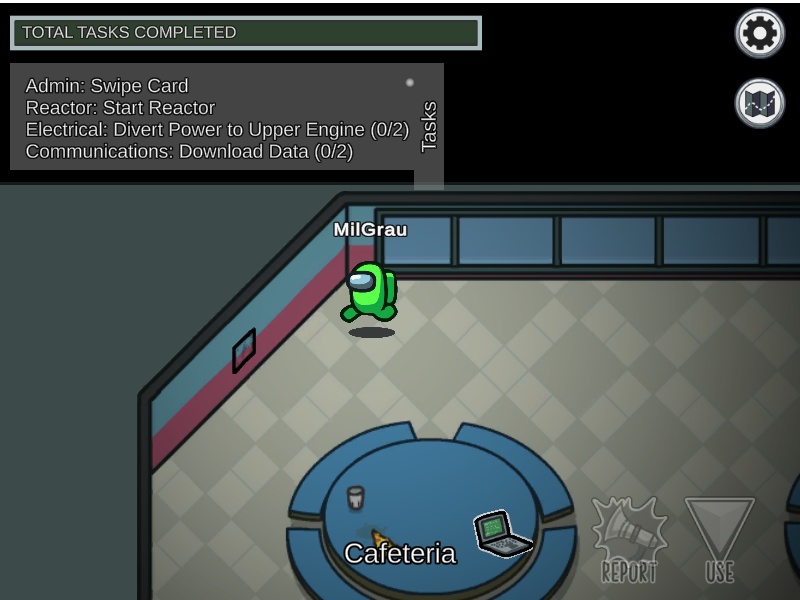 TOTAL TASKS COMPLETED
Admin: Swipe Card
Reactor: Start Reactor
Electrical: Divert Power to Upper Engine (0/2)
Communications: Download Data (0/2)
Tasks
MilGrau
Cafeteria
REPORT
USE